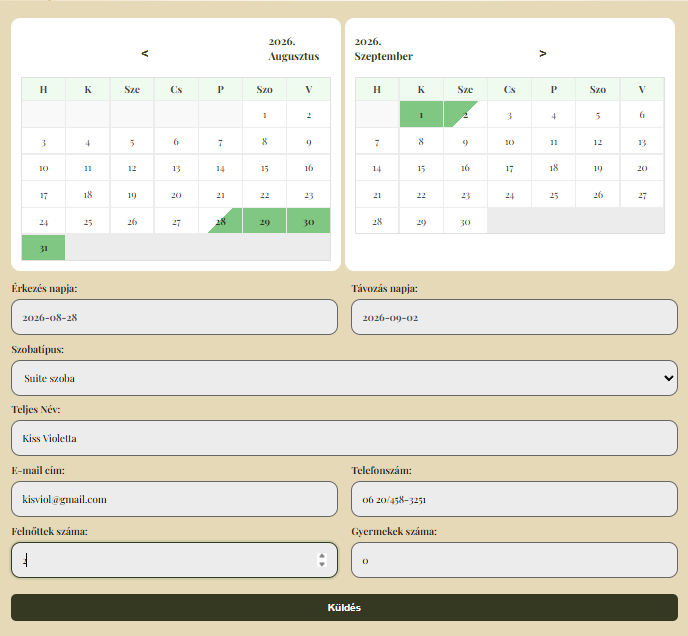 <
2026.
Augusztus
H K Sze Cs P Szo V
1 2
3 4 5 6 7 8 9
10 11 12 13 14 15 16
17 18 19 20 21 22 23
24 25 26 27 28 29 30
31
2026.
Szeptember
>
H K Sze Cs P Szo V
1 2 3 4 5 6
7 8 9 10 11 12 13
14 15 16 17 18 19 20
21 22 23 24 25 26 27
28 29 30
Érkezés napja:
Távozás napja:
2026-08-28
2026-09-02
Szobatípus:
Suite szoba
Teljes Név:
Kiss Violetta
E-mail cím:
Telefonszám:
kisviol@gmail.com
06 20/458-3251
Felnőttek száma:
Gyermekek száma:
2
0
Küldés